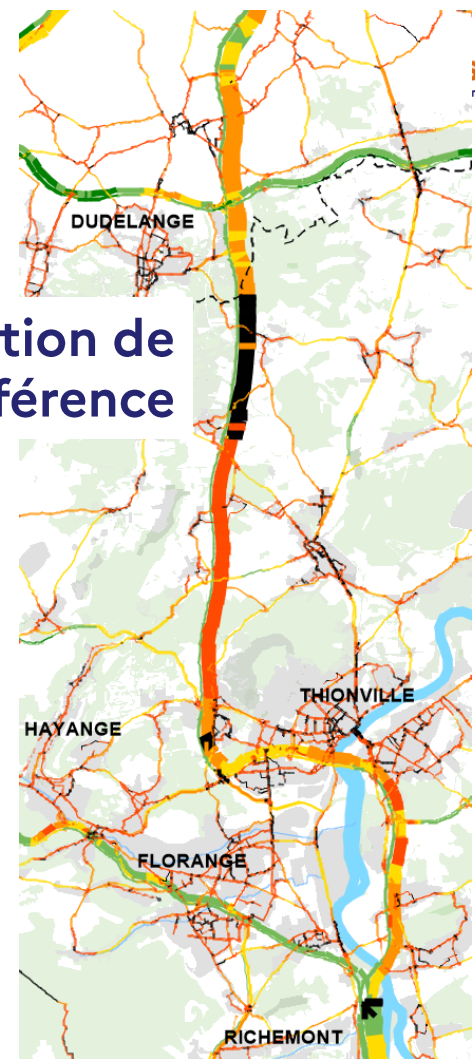 DUDELANGE
tion de
férence
THIONVILLE
HAYANGE
FLORANGE
RICHEMONT